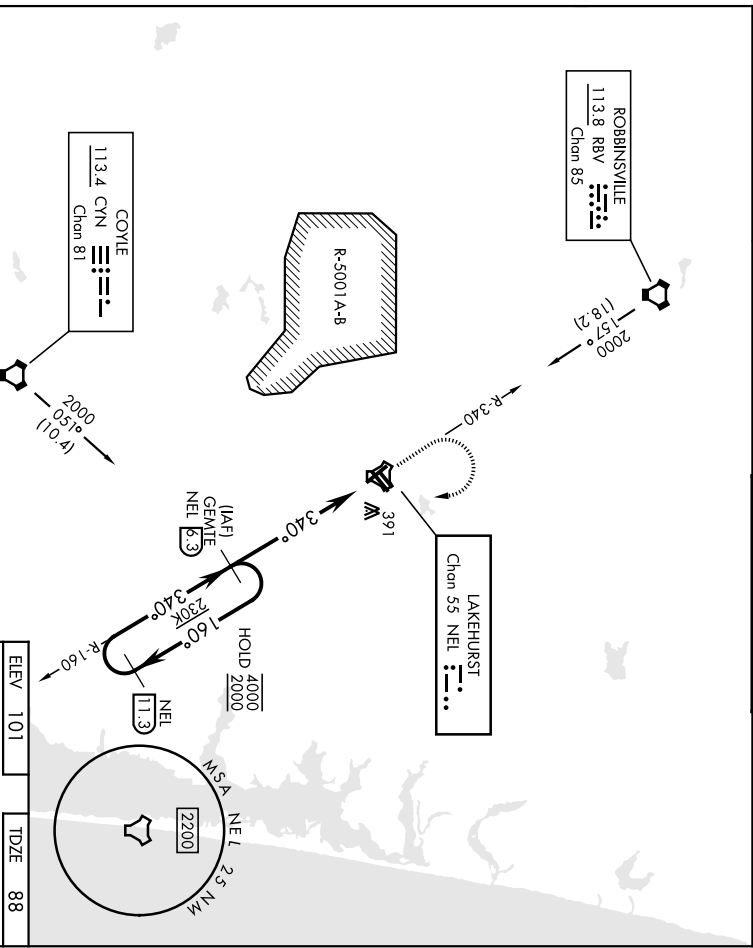 ROBBINSVILLE
113.8 RBV
Chan 85
2000
157°
(18.2)
R-340
COYLE
113.4 CYN
Chan 81
2000
051°
(10.4)
R-5001A-B
391
LAKEHURST
Chan 55 NEL
340°
(IAF)
GEMTE
NEL 6.3
340°
230K
160°
HOLD 4000
2000
R-160
NEL
11.3
MSA NEL 25 NM
2200
ELEV 101
TDZE 88